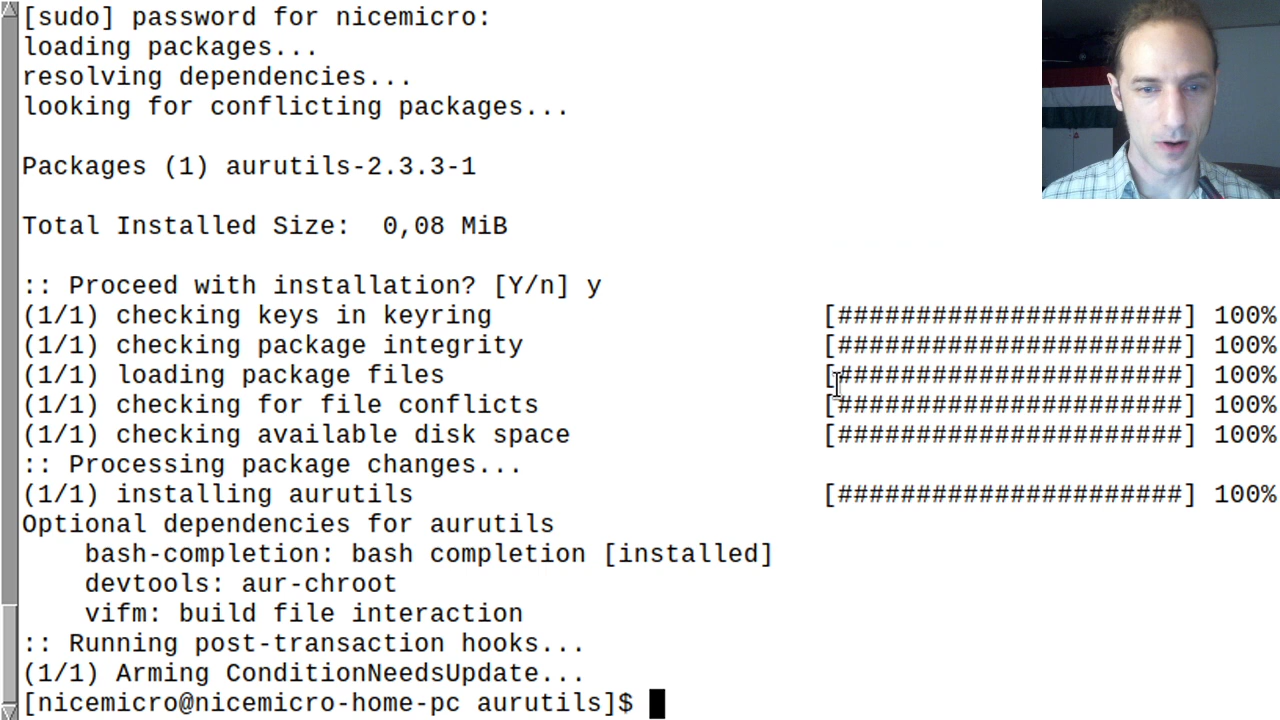 [sudo] password for nicemicro:
loading packages...
resolving dependencies...
looking for conflicting packages...
Packages (1) aurutils-2.3.3-1
Total Installed Size:  0,08 MiB
:: Proceed with installation? [Y/n] y
(1/1) checking keys in keyring [######################] 100%
(1/1) checking package integrity [######################] 100%
(1/1) loading package files [######################] 100%
(1/1) checking for file conflicts [######################] 100%
(1/1) checking available disk space [######################] 100%
:: Processing package changes...
(1/1) installing aurutils [######################] 100%
Optional dependencies for aurutils
    bash-completion: bash completion [installed]
    devtools: aur-chroot
    vifm: build file interaction
:: Running post-transaction hooks...
(1/1) Arming ConditionNeedsUpdate...
[nicemicro@nicemicro-home-pc aurutils]$